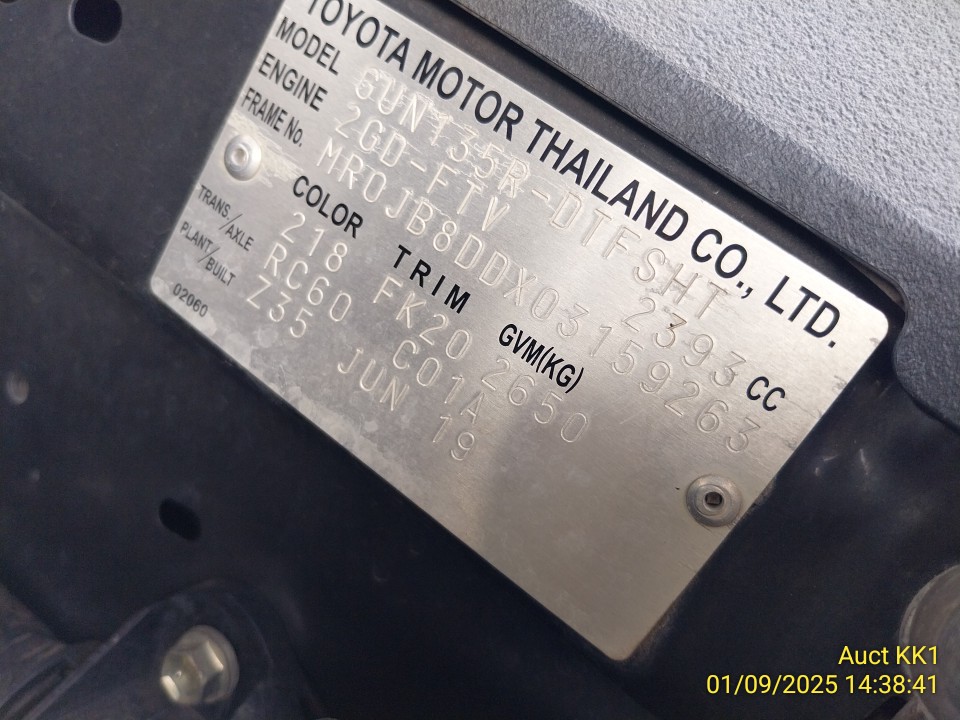 TOYOTA MOTOR THAILAND CO., LTD.
MODEL GUN135R-DTFSHT
ENGINE 2GD-FTV 2393 CC
FRAME No. MR0JB8DDX03159263
COLOR TRIM GVM(KG)
218 FK20 2650
TRANS/AXLE RC60 C01A
PLANT/BUILT Z35 JUN 19
02060
Auct KK1
01/09/2025 14:38:41